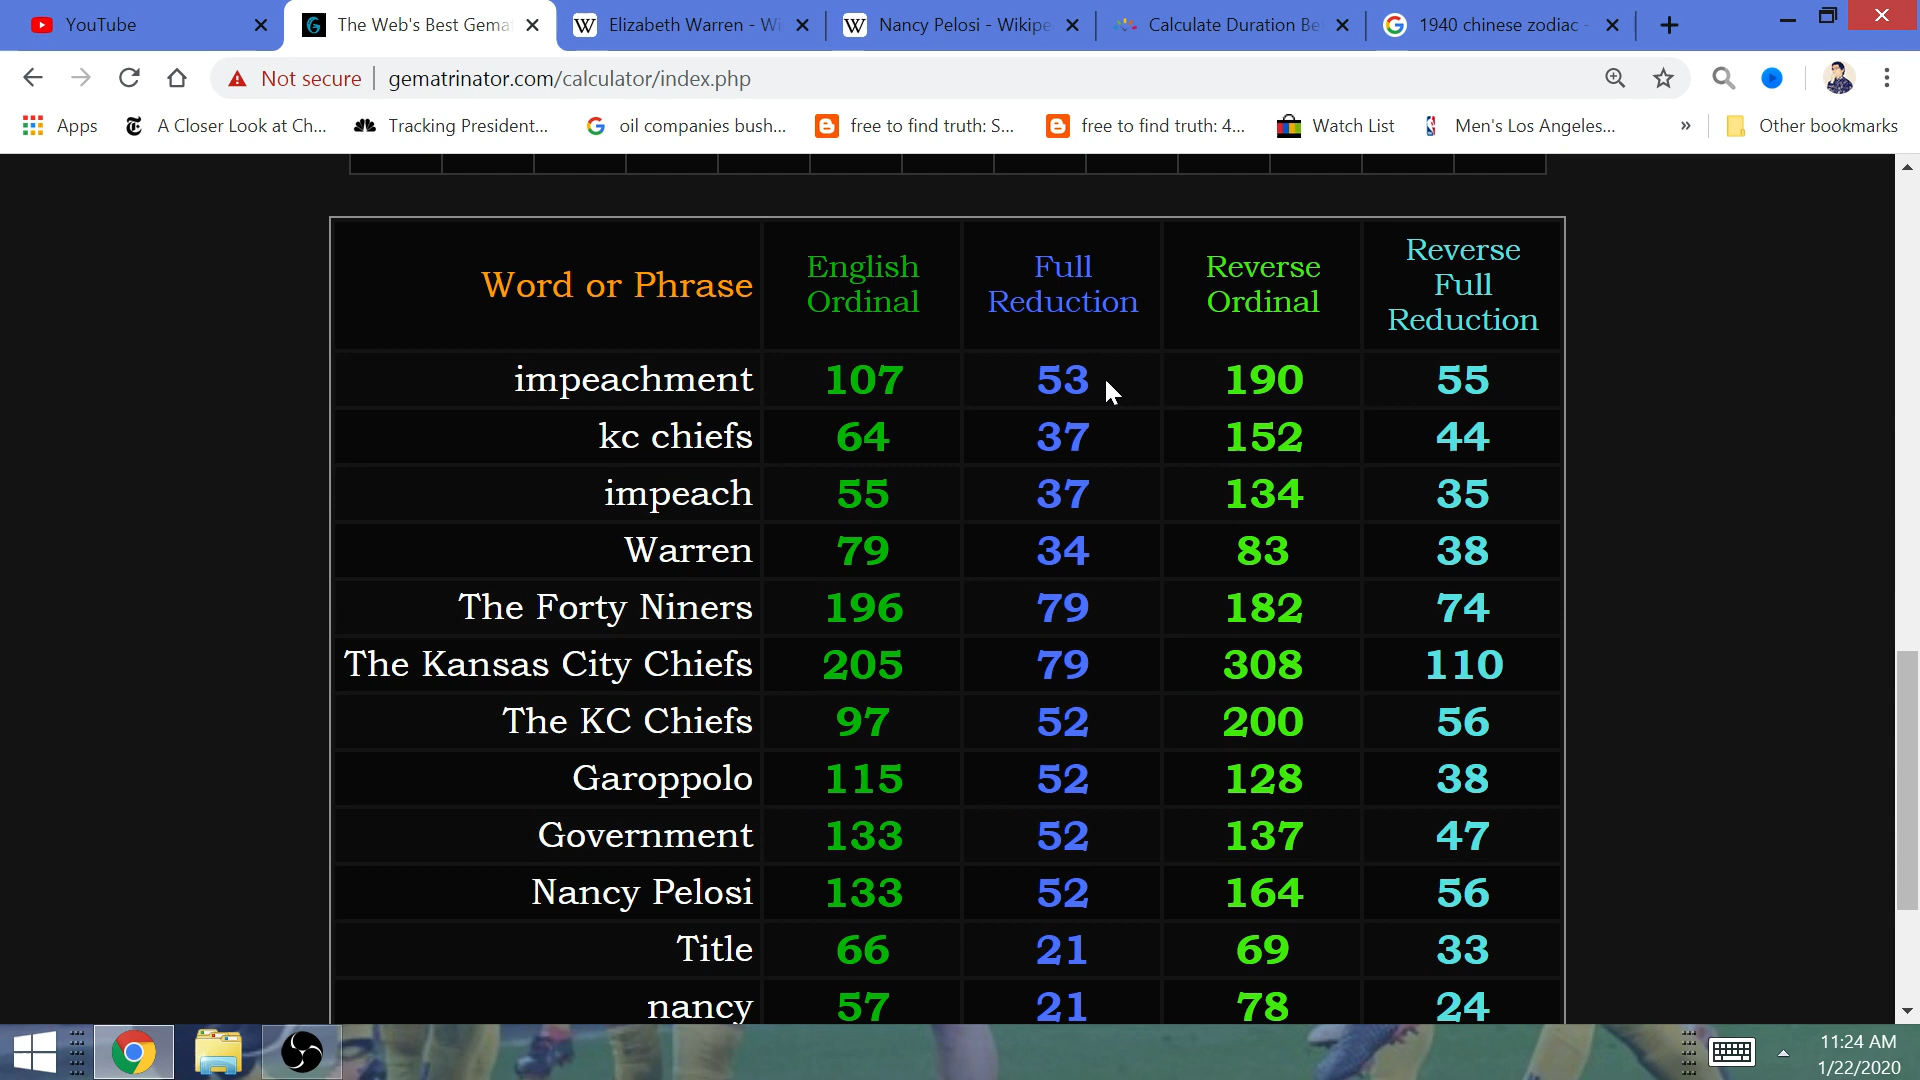 YouTube
The Web's Best Gema
Elizabeth Warren - Wi
Nancy Pelosi - Wikipe
Calculate Duration Be
1940 chinese zodiac -
Not secure | gematrinator.com/calculator/index.php
Apps
A Closer Look at Ch...
Tracking President...
oil companies bush...
free to find truth: S...
free to find truth: 4...
Watch List
Men's Los Angeles...
»
Other bookmarks
Word or Phrase
English
Ordinal
Full
Reduction
Reverse
Ordinal
Reverse
Full
Reduction
impeachment 107 53 190 55
kc chiefs 64 37 152 44
impeach 55 37 134 35
Warren 79 34 83 38
The Forty Niners 196 79 182 74
The Kansas City Chiefs 205 79 308 110
The KC Chiefs 97 52 200 56
Garoppolo 115 52 128 38
Government 133 52 137 47
Nancy Pelosi 133 52 164 56
Title 66 21 69 33
nancy 57 21 78 24
11:24 AM
1/22/2020